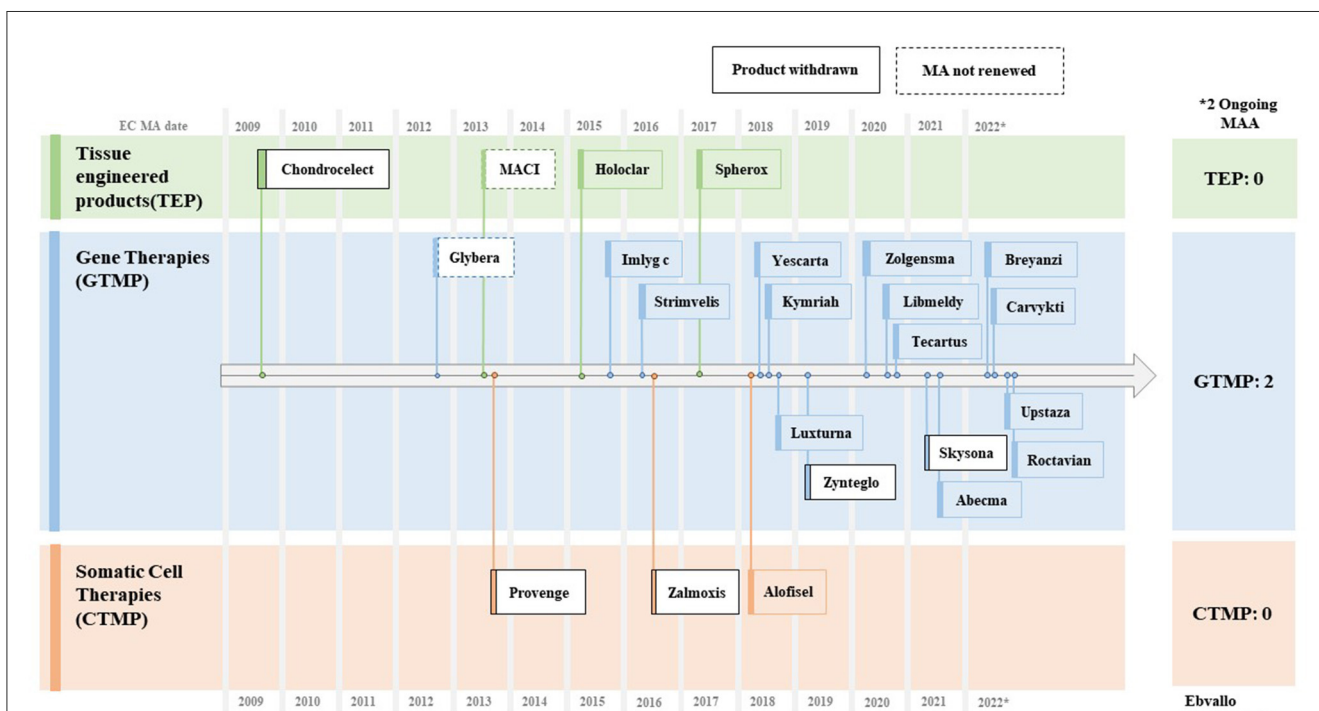 Product withdrawn
MA not renewed
*2 Ongoing
MAA
EC MA date
2009
2010
2011
2012
2013
2014
2015
2016
2017
2018
2019
2020
2021
2022*
Tissue
engineered
products(TEP)
Chondrocelect
MACI
Holoclar
Spherox
TEP: 0
Gene Therapies
(GTMP)
Glybera
Imlyg c
Yescarta
Zolgensma
Breyanzi
Strimvelis
Kymriah
Libmeldy
Carvykti
Tecartus
GTMP: 2
Upstaza
Luxturna
Skysona
Roctavian
Zynteglo
Abecma
Somatic Cell
Therapies
(CTMP)
Provenge
Zalmoxis
Alofisel
CTMP: 0
2009
2010
2011
2012
2013
2014
2015
2016
2017
2018
2019
2020
2021
2022*
Ebvallo